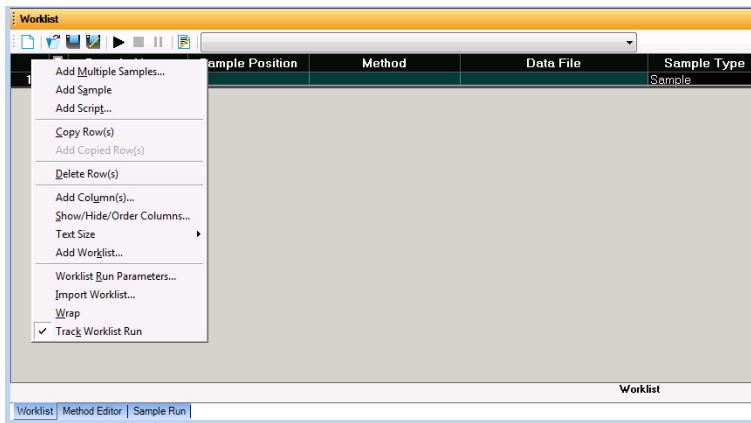 Worklist
Sample Position Method Data File Sample Type
1 Sample
Add Multiple Samples...
Add Sample
Add Script...
Copy Row(s)
Add Copied Row(s)
Delete Row(s)
Add Column(s)...
Show/Hide/Order Columns...
Text Size
Add Worklist...
Worklist Run Parameters...
Import Worklist...
Wrap
Track Worklist Run
Worklist
Worklist Method Editor Sample Run